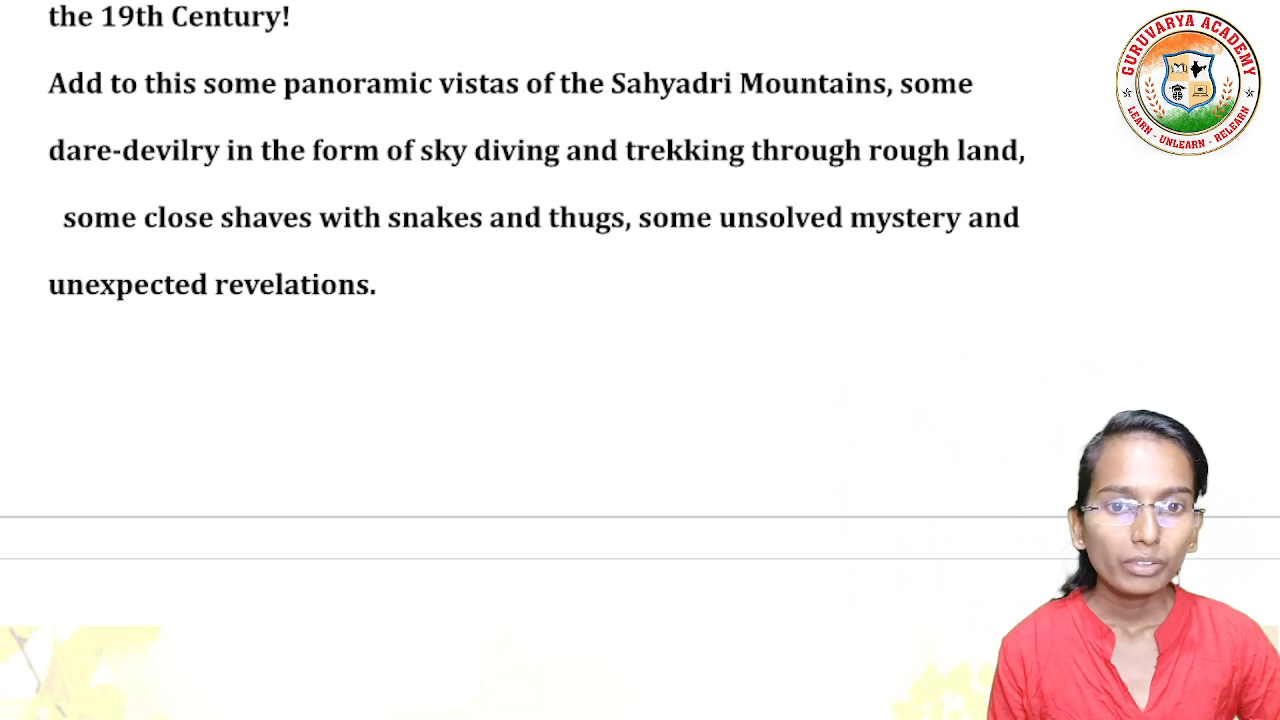 the 19th Century!
Add to this some panoramic vistas of the Sahyadri Mountains, some
dare-devilry in the form of sky diving and trekking through rough land,
some close shaves with snakes and thugs, some unsolved mystery and
unexpected revelations.
GURUVARYA ACADEMY
LEARN - UNLEARN - RELEARN